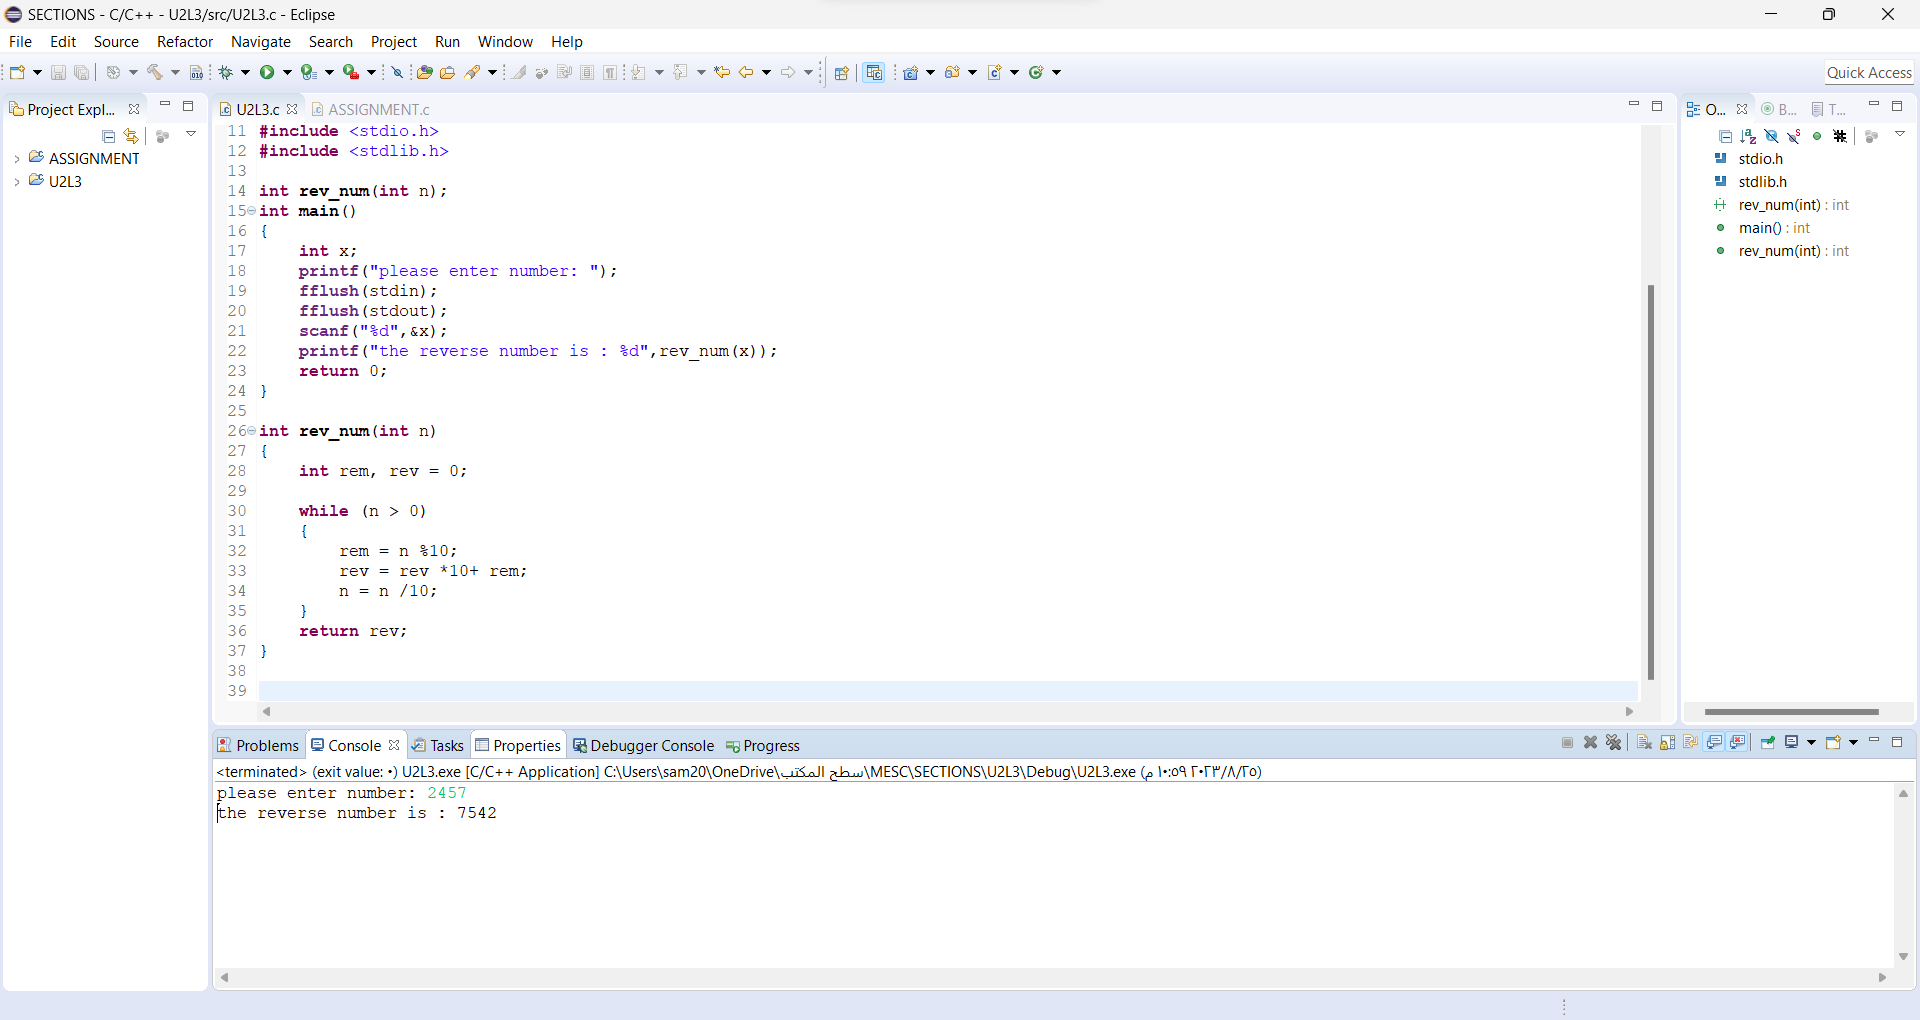 SECTIONS - C/C++ - U2L3/src/U2L3.c - Eclipse
File Edit Source Refactor Navigate Search Project Run Window Help
Quick Access
Project Expl...
ASSIGNMENT
U2L3
U2L3.c ASSIGNMENT.c
11 #include <stdio.h>
12 #include <stdlib.h>
13
14 int rev_num(int n);
15 int main()
16 {
17     int x;
18     printf("please enter number: ");
19     fflush(stdin);
20     fflush(stdout);
21     scanf("%d",&x);
22     printf("the reverse number is : %d",rev_num(x));
23     return 0;
24 }
25
26 int rev_num(int n)
27 {
28     int rem, rev = 0;
29
30     while (n > 0)
31     {
32         rem = n %10;
33         rev = rev *10+ rem;
34         n = n /10;
35     }
36     return rev;
37 }
38
39
O... B... T...
stdio.h
stdlib.h
rev_num(int) : int
main() : int
rev_num(int) : int
Problems Console Tasks Properties Debugger Console Progress
<terminated> (exit value: ٠) U2L3.exe [C/C++ Application] C:\Users\sam20\OneDrive\سطح المكتب\MESC\SECTIONS\U2L3\Debug\U2L3.exe (٢٥/٨/٢٠٢٣ ١٠:٥٩ م)
please enter number: 2457
the reverse number is : 7542